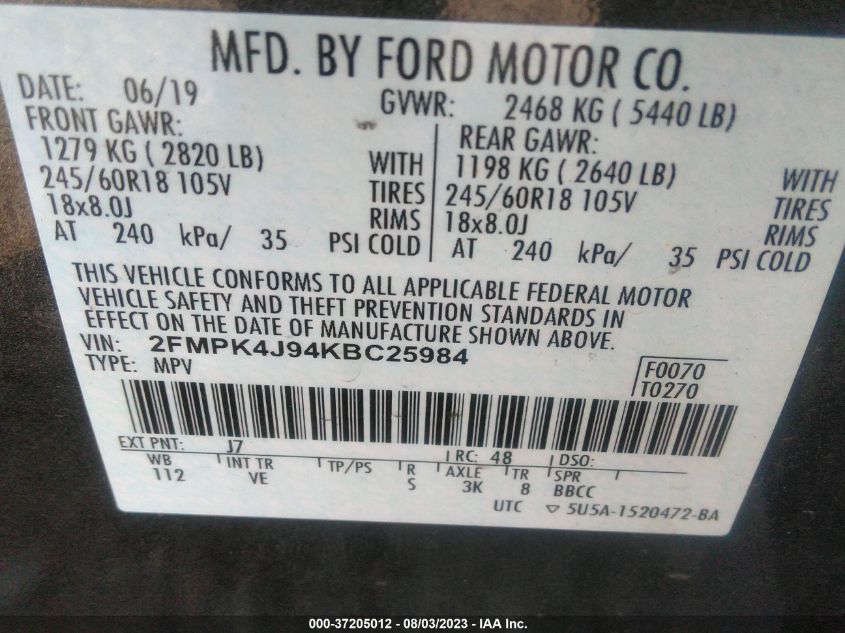 MFD. BY FORD MOTOR CO.
DATE: 06/19 GVWR: 2468 KG ( 5440 LB)
FRONT GAWR: REAR GAWR:
1279 KG ( 2820 LB) WITH 1198 KG ( 2640 LB) WITH
245/60R18 105V TIRES 245/60R18 105V TIRES
18x8.0J RIMS 18x8.0J RIMS
AT 240 kPa/ 35 PSI COLD AT 240 kPa/ 35 PSI COLD
THIS VEHICLE CONFORMS TO ALL APPLICABLE FEDERAL MOTOR
VEHICLE SAFETY AND THEFT PREVENTION STANDARDS IN
EFFECT ON THE DATE OF MANUFACTURE SHOWN ABOVE.
VIN: 2FMPK4J94KBC25984
TYPE: MPV
F0070
T0270
EXT PNT: J7 RC: 48 DSO:
WB INT TR TP/PS R AXLE TR SPR
112 VE S 3K 8 BBCC
UTC ▽ 5U5A-1520472-BA
000-37205012 - 08/03/2023 - IAA Inc.